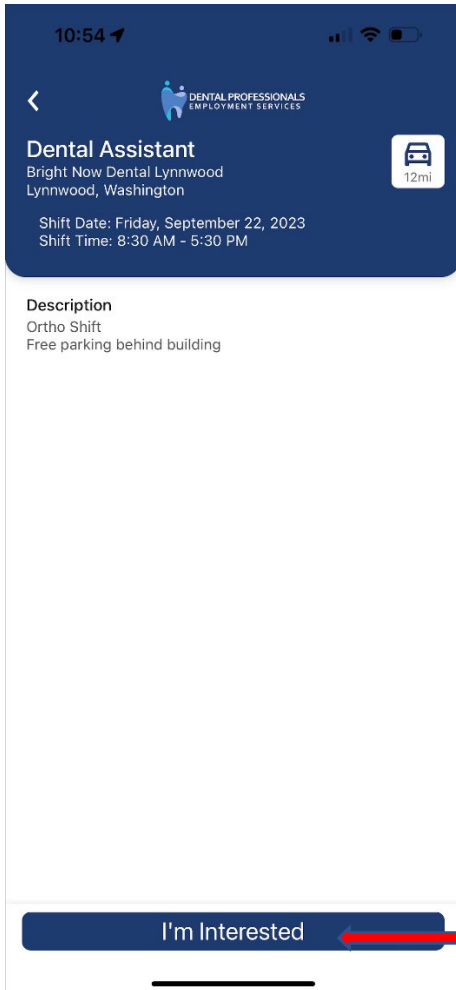 10:54
DENTAL PROFESSIONALS
EMPLOYMENT SERVICES
Dental Assistant
Bright Now Dental Lynnwood
Lynnwood, Washington
12mi
Shift Date: Friday, September 22, 2023
Shift Time: 8:30 AM - 5:30 PM
Description
Ortho Shift
Free parking behind building
I'm Interested